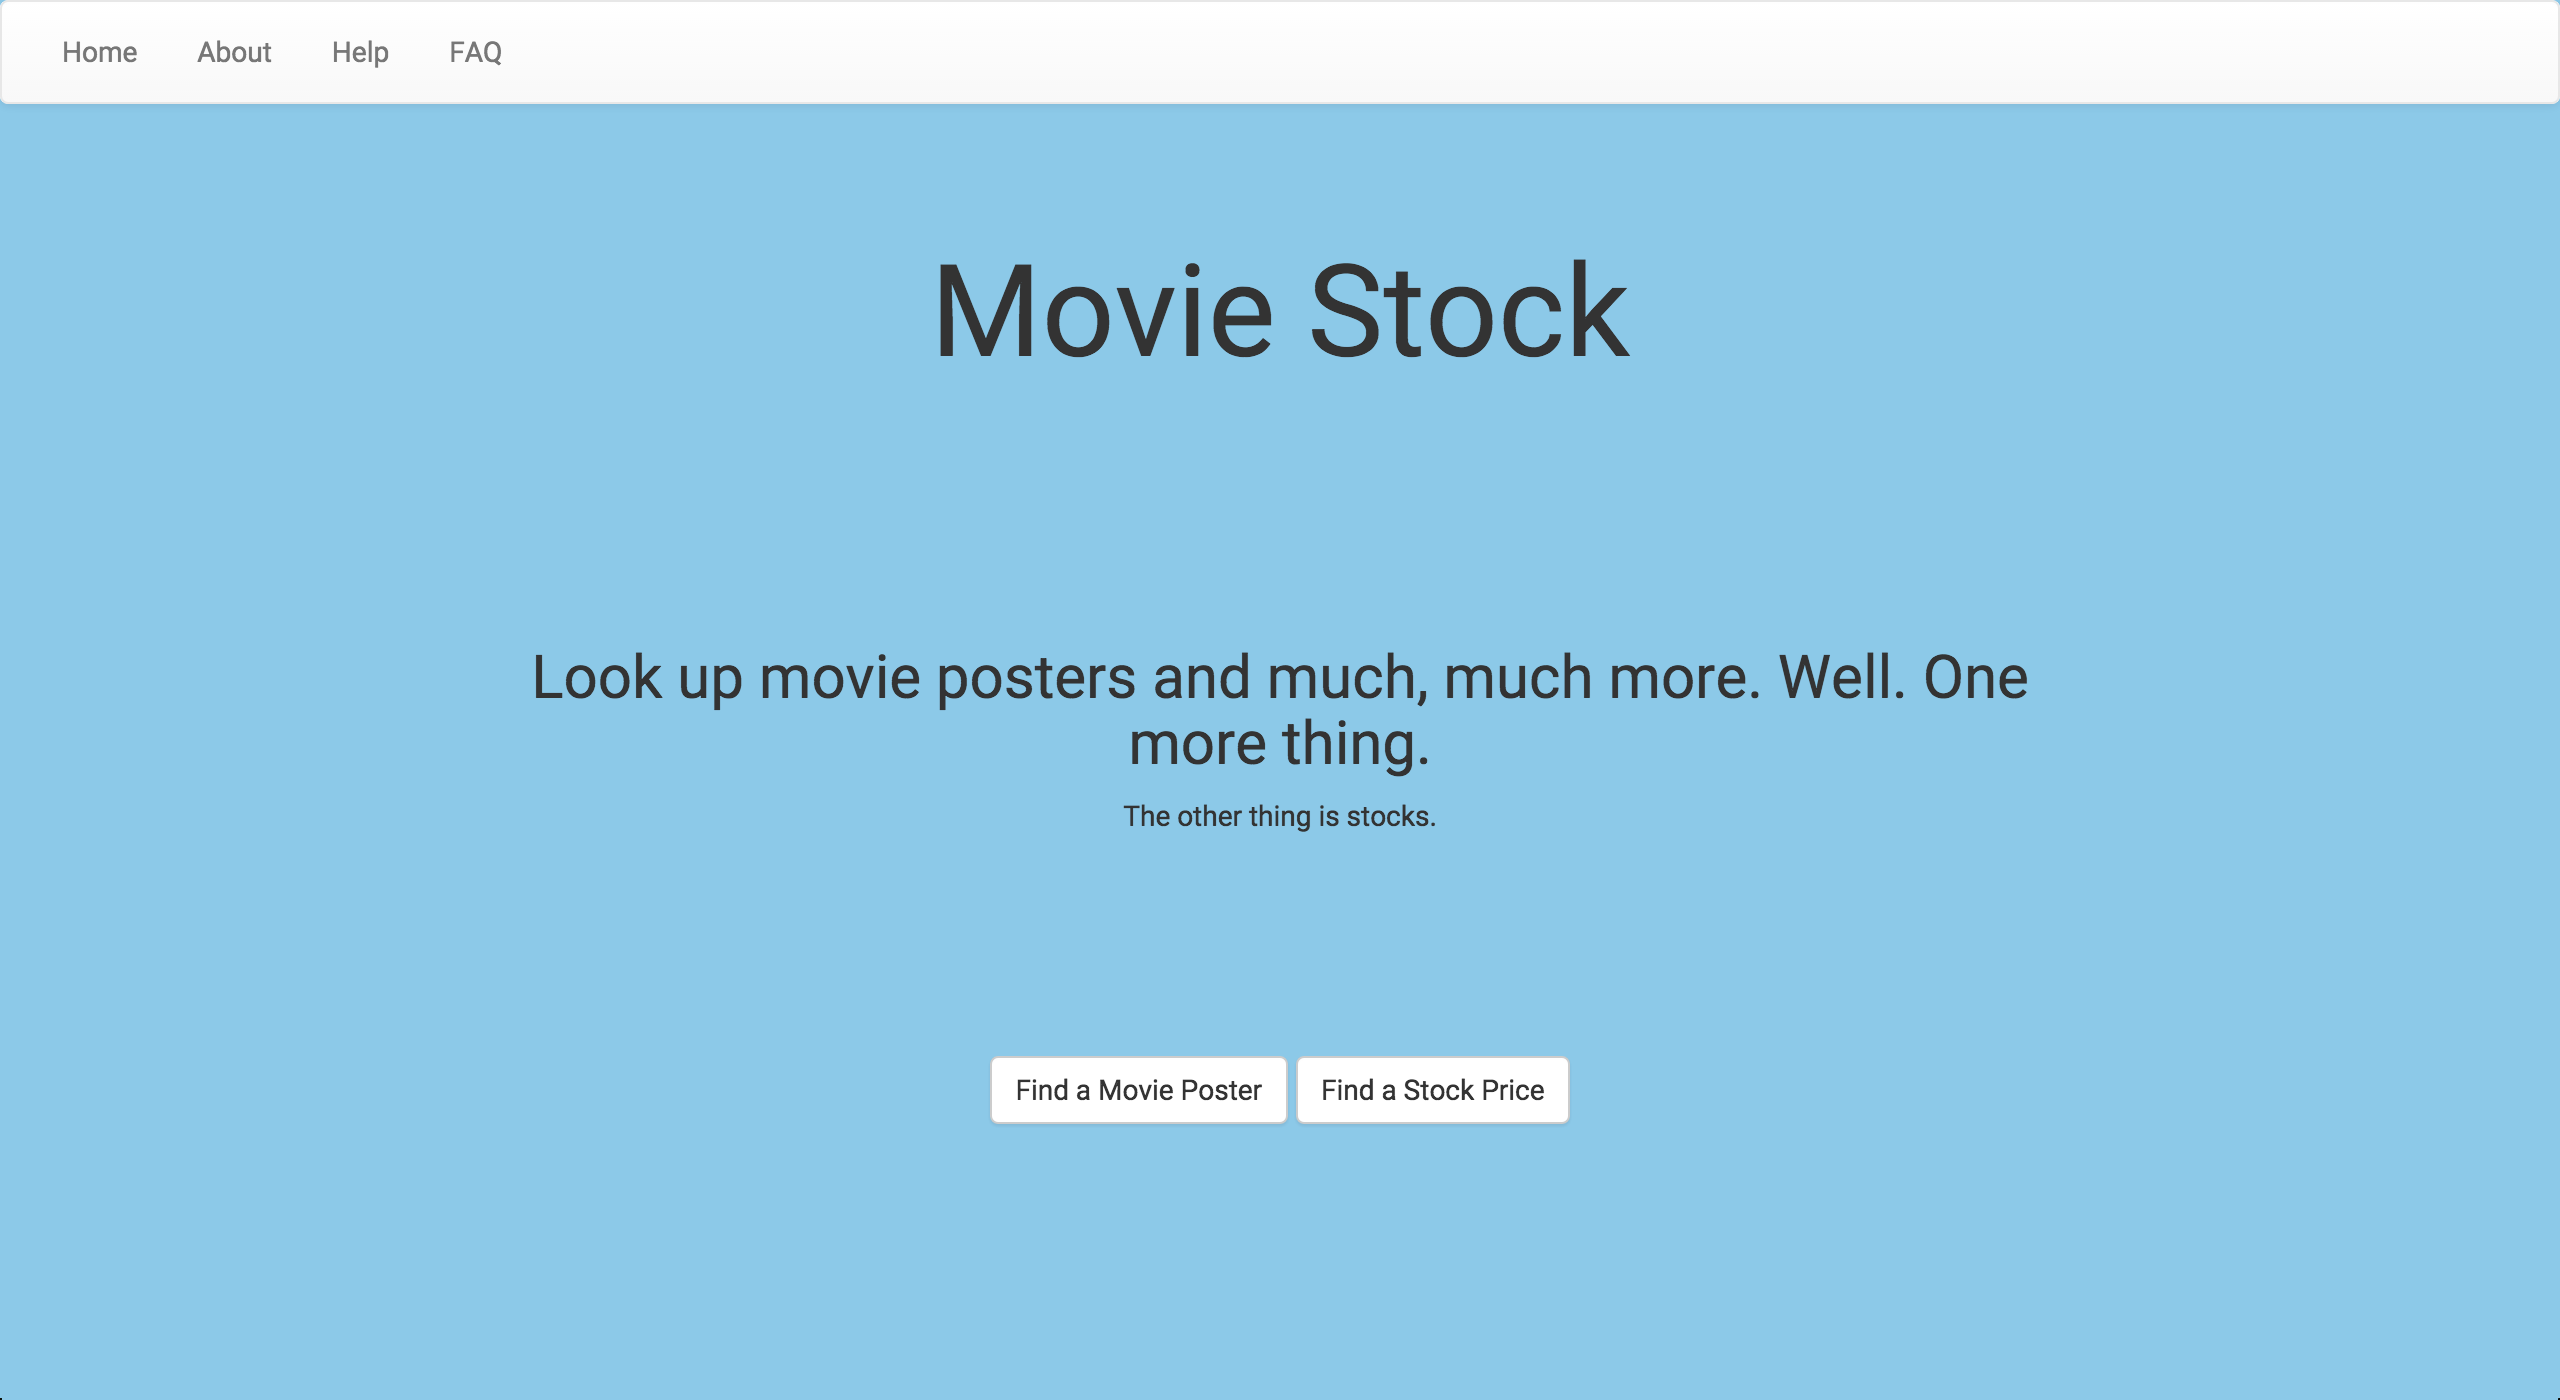 Home About Help FAQ
Movie Stock
Look up movie posters and much, much more. Well. One
more thing.
The other thing is stocks.
Find a Movie Poster Find a Stock Price